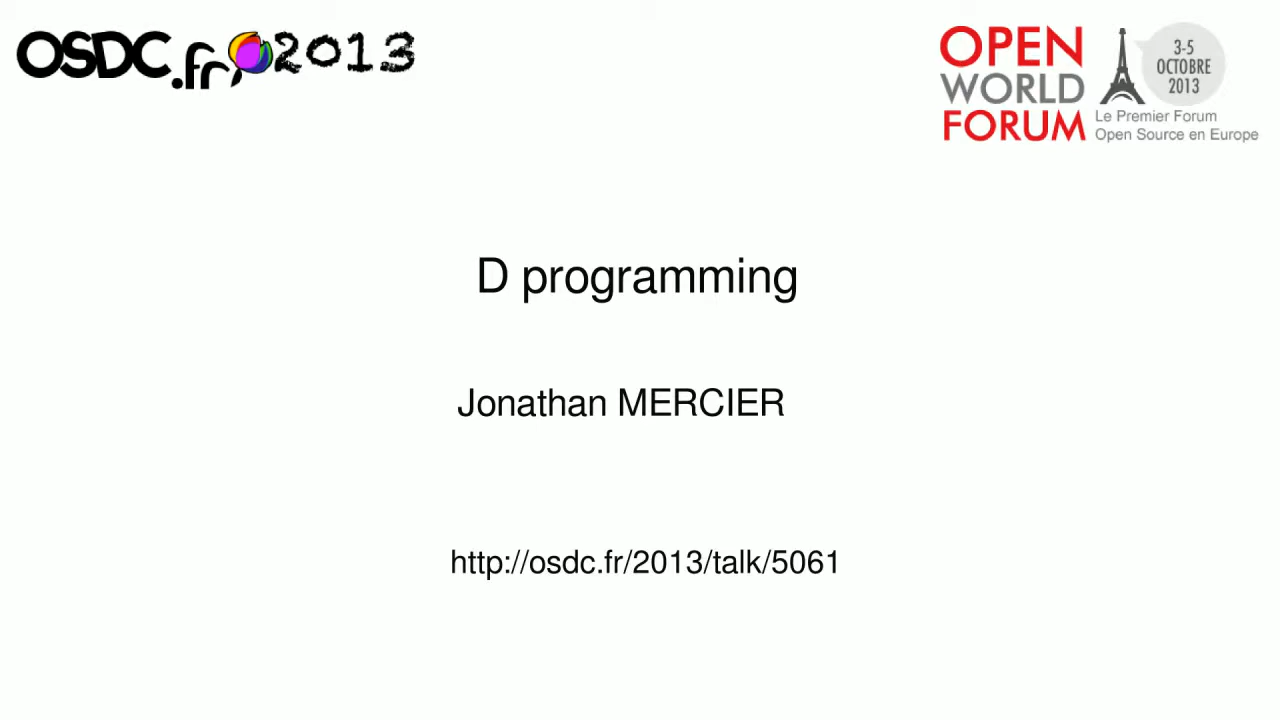 OSDC.fr 2013
OPEN
WORLD
FORUM
3-5
OCTOBRE
2013
Le Premier Forum
Open Source en Europe
D programming
Jonathan MERCIER
http://osdc.fr/2013/talk/5061